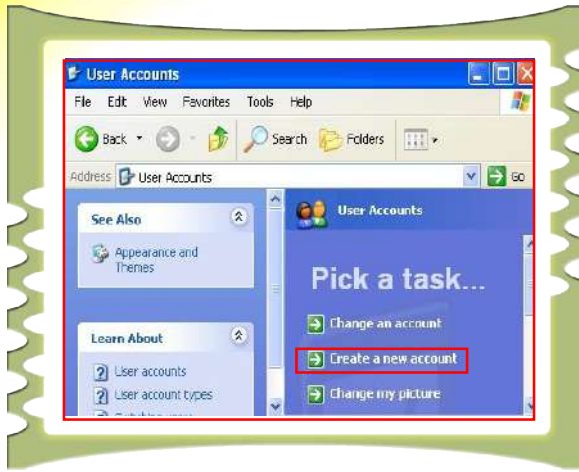 User Accounts
File Edit View Favorites Tools Help
Back Search Folders
Address User Accounts Go
See Also
Appearance and
Themes
Learn About
User accounts
User account types
User Accounts
Pick a task...
Change an account
Create a new account
Change my picture